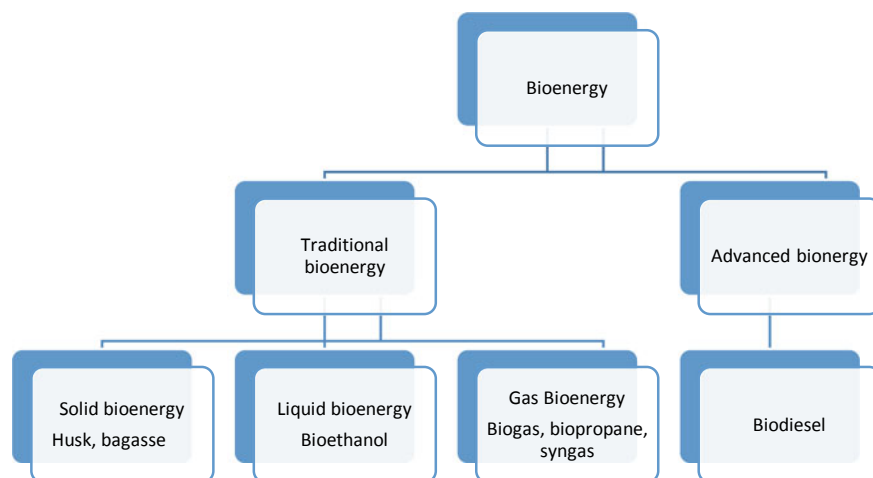 Bioenergy
Traditional
bioenergy
Advanced bionergy
Solid bioenergy
Husk, bagasse
Liquid bioenergy
Bioethanol
Gas Bioenergy
Biogas, biopropane,
syngas
Biodiesel